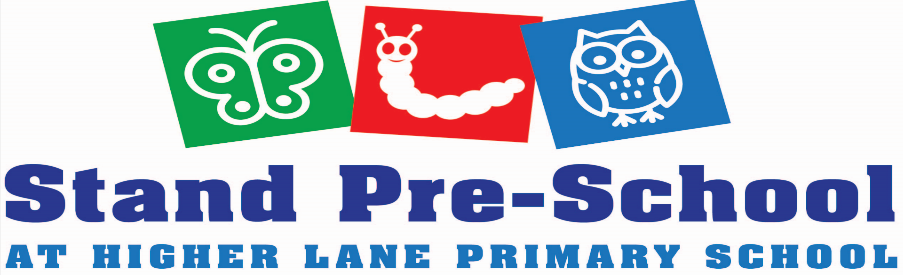 Stand Pre-School
AT HIGHER LANE PRIMARY SCHOOL